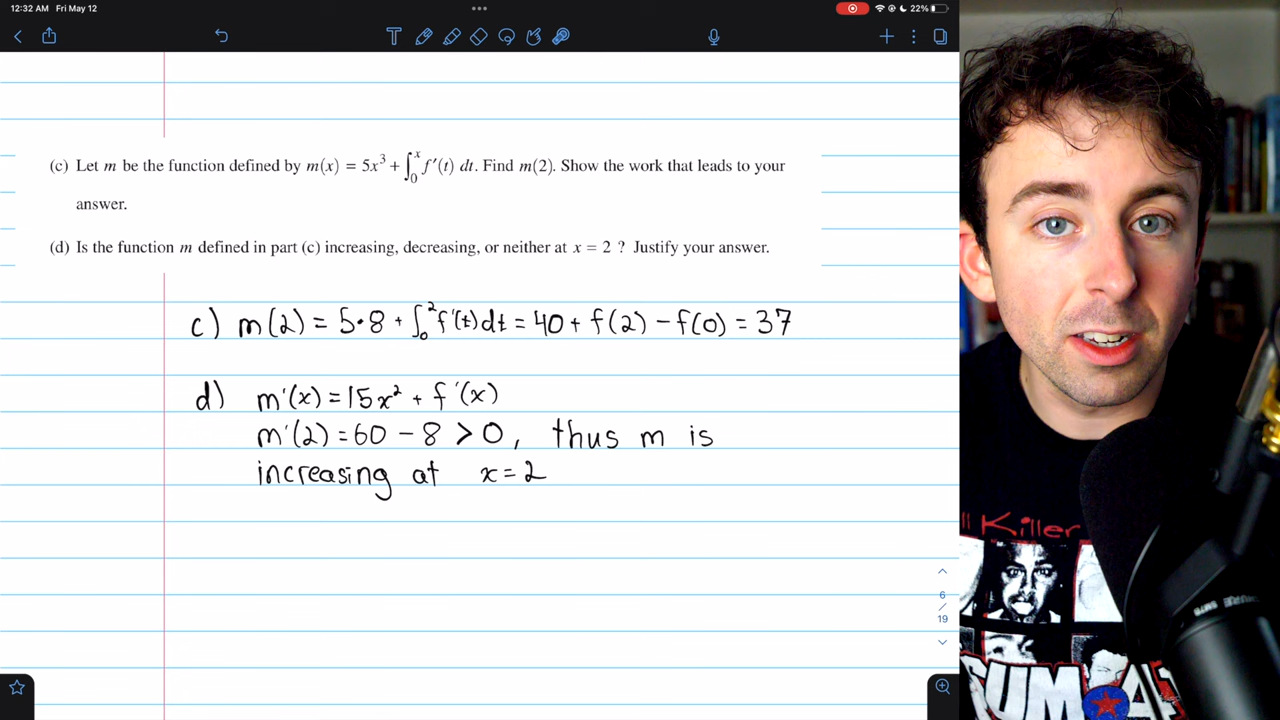 12:32 AM Fri May 12
22%
(c) Let m be the function defined by m(x) = 5x³ + ∫₀ˣ f′(t) dt. Find m(2). Show the work that leads to your
answer.
(d) Is the function m defined in part (c) increasing, decreasing, or neither at x = 2 ? Justify your answer.
c) m(2) = 5•8 + ∫₀² f'(t)dt = 40 + f(2) − f(0) = 37
d) m'(x) = 15x² + f'(x)
m'(2) = 60 − 8 > 0, thus m is
increasing at x = 2
6
/
19
Killer
SUM 41